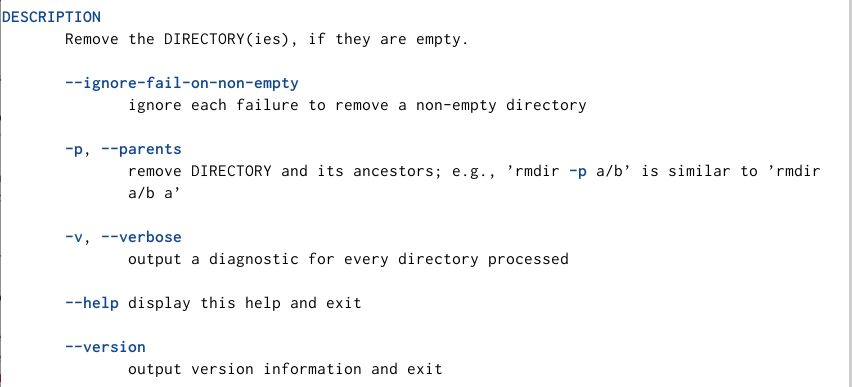 DESCRIPTION
Remove the DIRECTORY(ies), if they are empty.
--ignore-fail-on-non-empty
ignore each failure to remove a non-empty directory
-p, --parents
remove DIRECTORY and its ancestors; e.g., ’rmdir -p a/b’ is similar to ’rmdir
a/b a’
-v, --verbose
output a diagnostic for every directory processed
--help display this help and exit
--version
output version information and exit